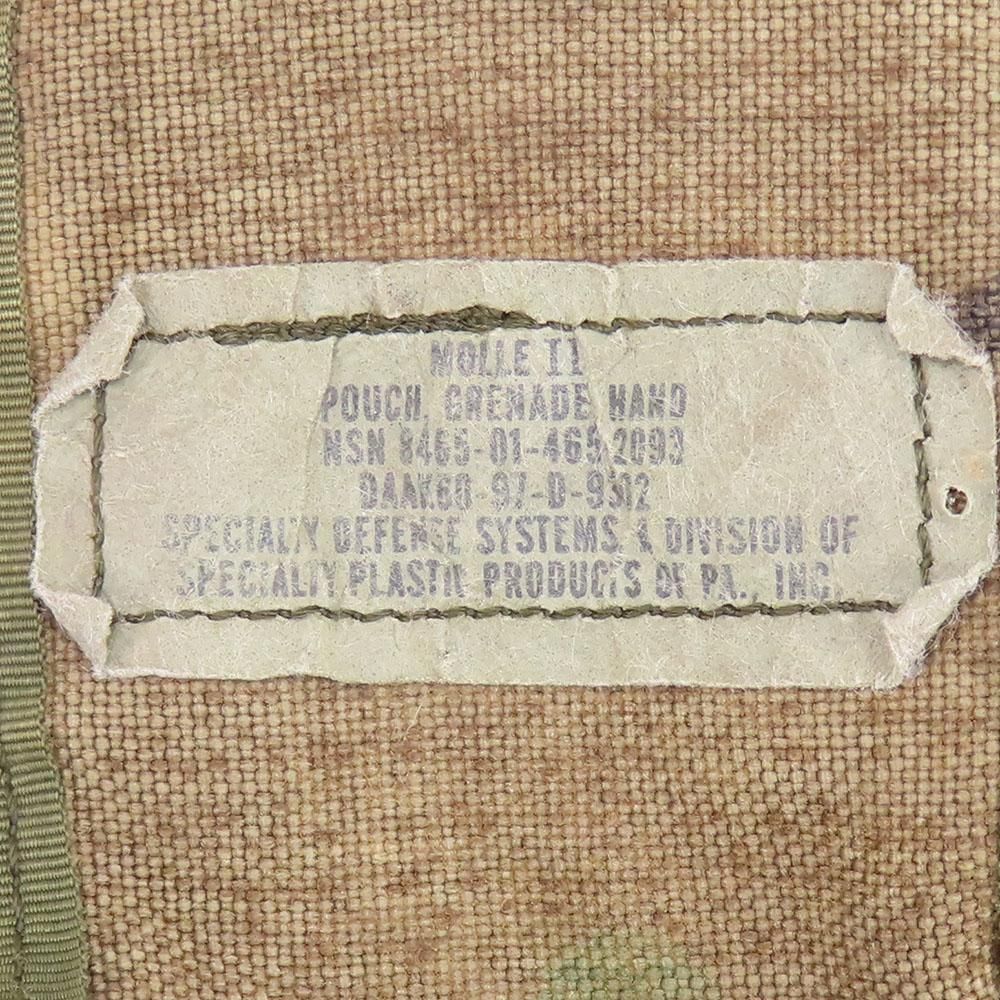 MOLLE II
POUCH, GRENADE, HAND
NSN 8465-01-465-2093
DAAK60-97-D-9302
SPECIALTY DEFENSE SYSTEMS A DIVISION OF
SPECIALTY PLASTIC PRODUCTS OF PA., INC.